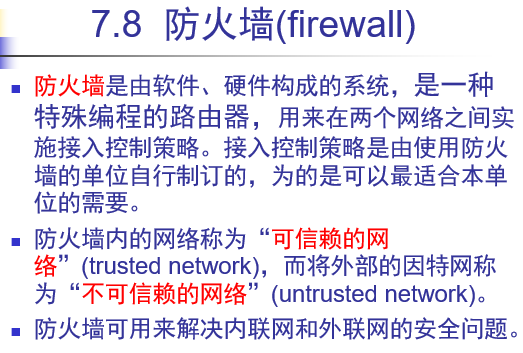 7.8 防火墙(firewall)
防火墙是由软件、硬件构成的系统，是一种
特殊编程的路由器，用来在两个网络之间实
施接入控制策略。接入控制策略是由使用防火
墙的单位自行制订的，为的是可以最适合本单
位的需要。
防火墙内的网络称为“可信赖的网
络”(trusted network)，而将外部的因特网称
为“不可信赖的网络”(untrusted network)。
防火墙可用来解决内联网和外联网的安全问题。